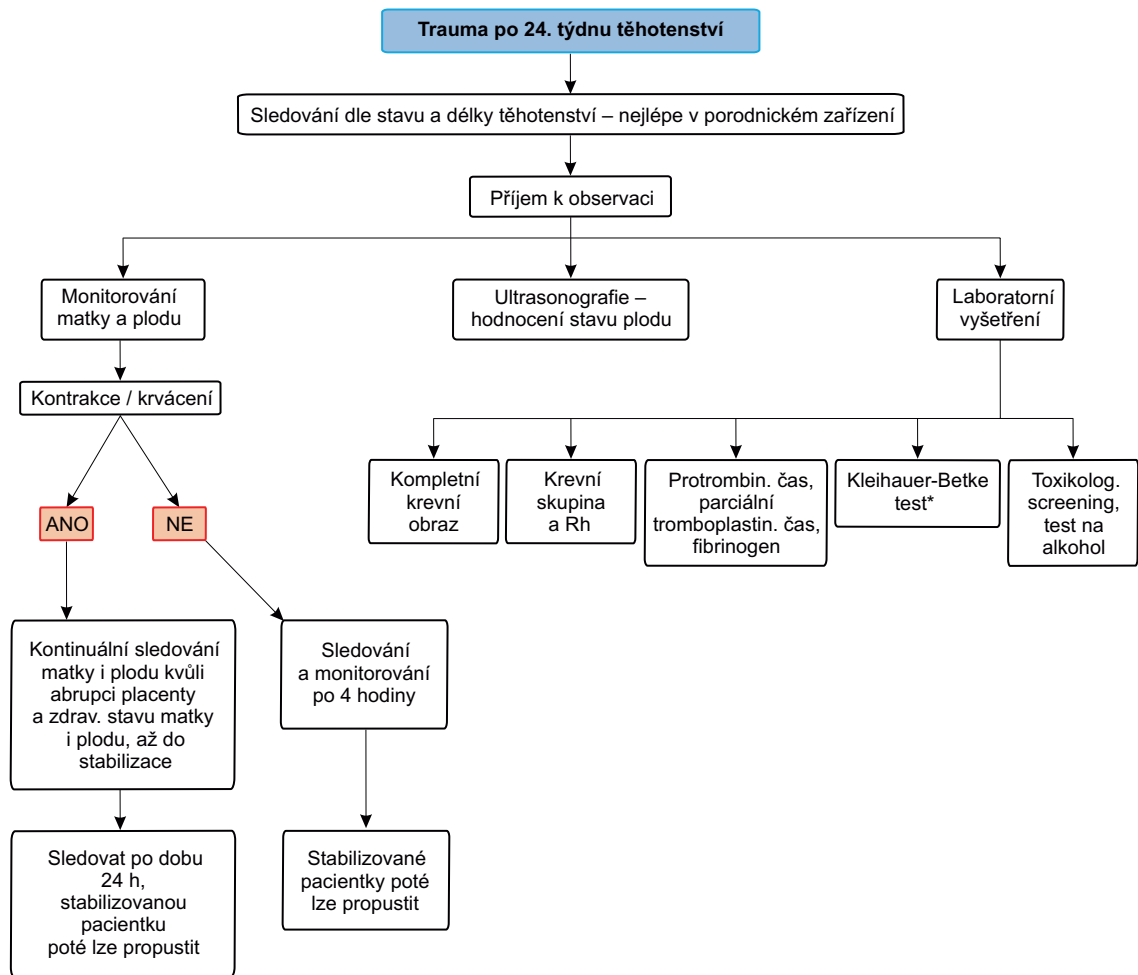 Trauma po 24. týdnu těhotenství
Sledování dle stavu a délky těhotenství – nejlépe v porodnickém zařízení
Příjem k observaci
Monitorování
matky a plodu
Ultrasonografie –
hodnocení stavu plodu
Laboratorní
vyšetření
Kontrakce / krvácení
Kompletní
krevní
obraz
Krevní
skupina
a Rh
Protrombin. čas,
parciální
tromboplastin. čas,
fibrinogen
Kleihauer-Betke
test*
Toxikolog.
screening,
test na
alkohol
ANO
NE
Kontinuální sledování
matky i plodu kvůli
abrupci placenty
a zdrav. stavu matky
i plodu, až do
stabilizace
Sledování
a monitorování
po 4 hodiny
Sledovat po dobu
24 h,
stabilizovanou
pacientku
poté lze propustit
Stabilizované
pacientky poté
lze propustit